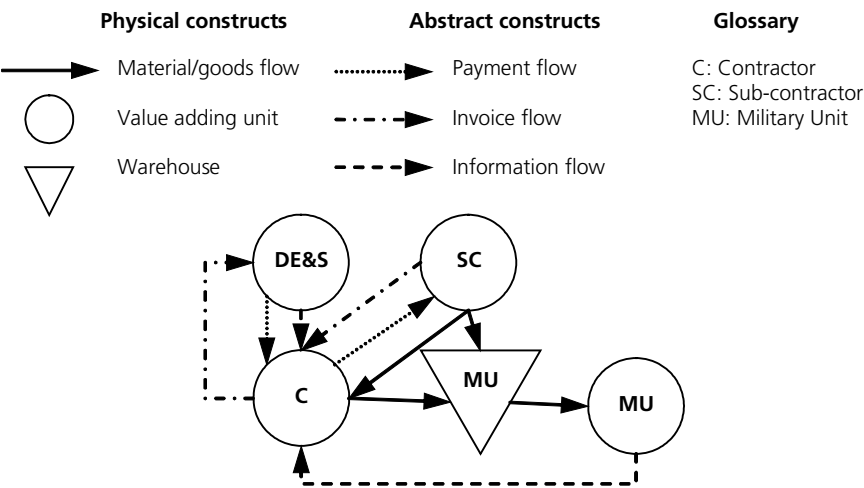 Physical constructs
Abstract constructs
Glossary
Material/goods flow
Payment flow
C: Contractor
SC: Sub-contractor
MU: Military Unit
Value adding unit
Invoice flow
Warehouse
Information flow
DE&S
SC
MU
C
MU